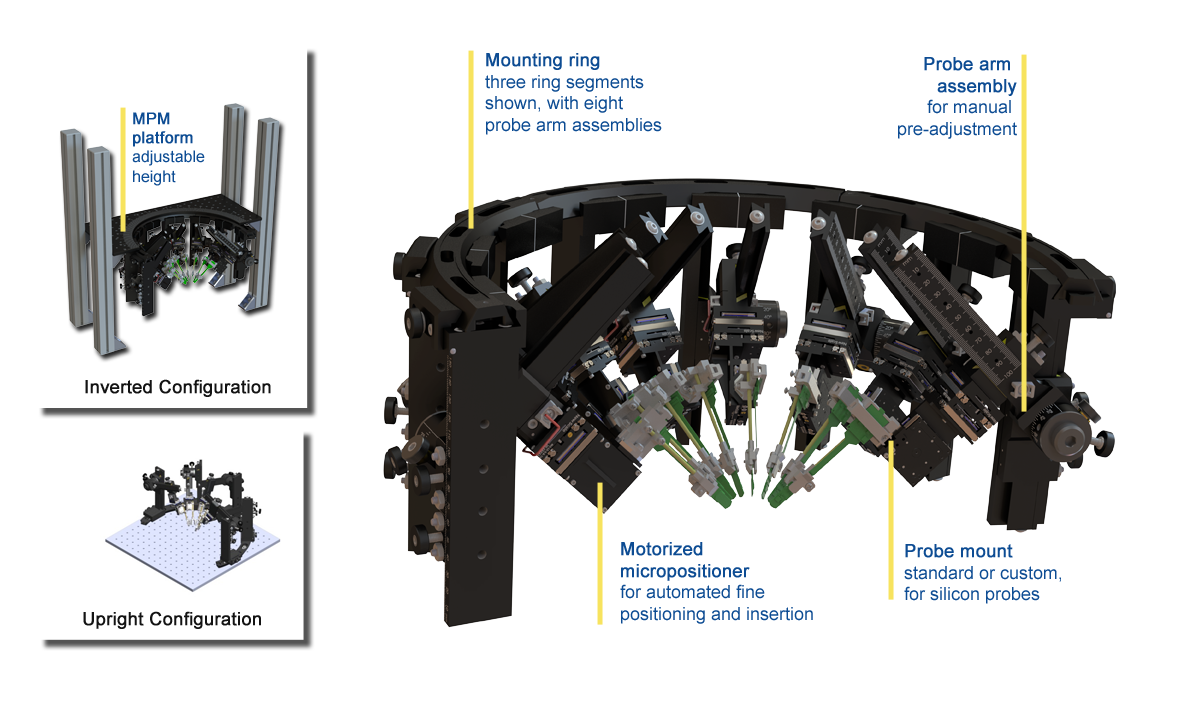 MPM
platform
adjustable
height
Inverted Configuration
Upright Configuration
Mounting ring
three ring segments
shown, with eight
probe arm assemblies
Probe arm
assembly
for manual
pre-adjustment
Motorized
micropositioner
for automated fine
positioning and insertion
Probe mount
standard or custom,
for silicon probes